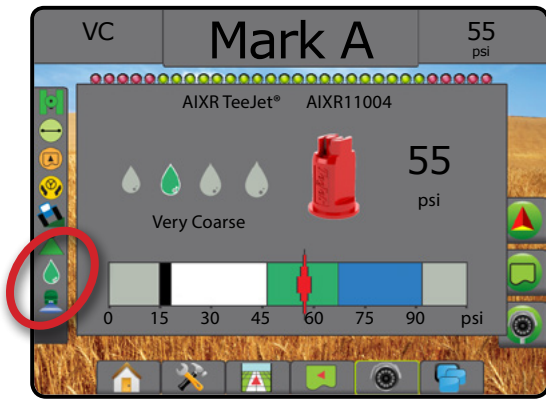 VC Mark A 55
psi
AIXR TeeJet® AIXR11004
55
psi
Very Coarse
0 15 30 45 60 75 90 psi